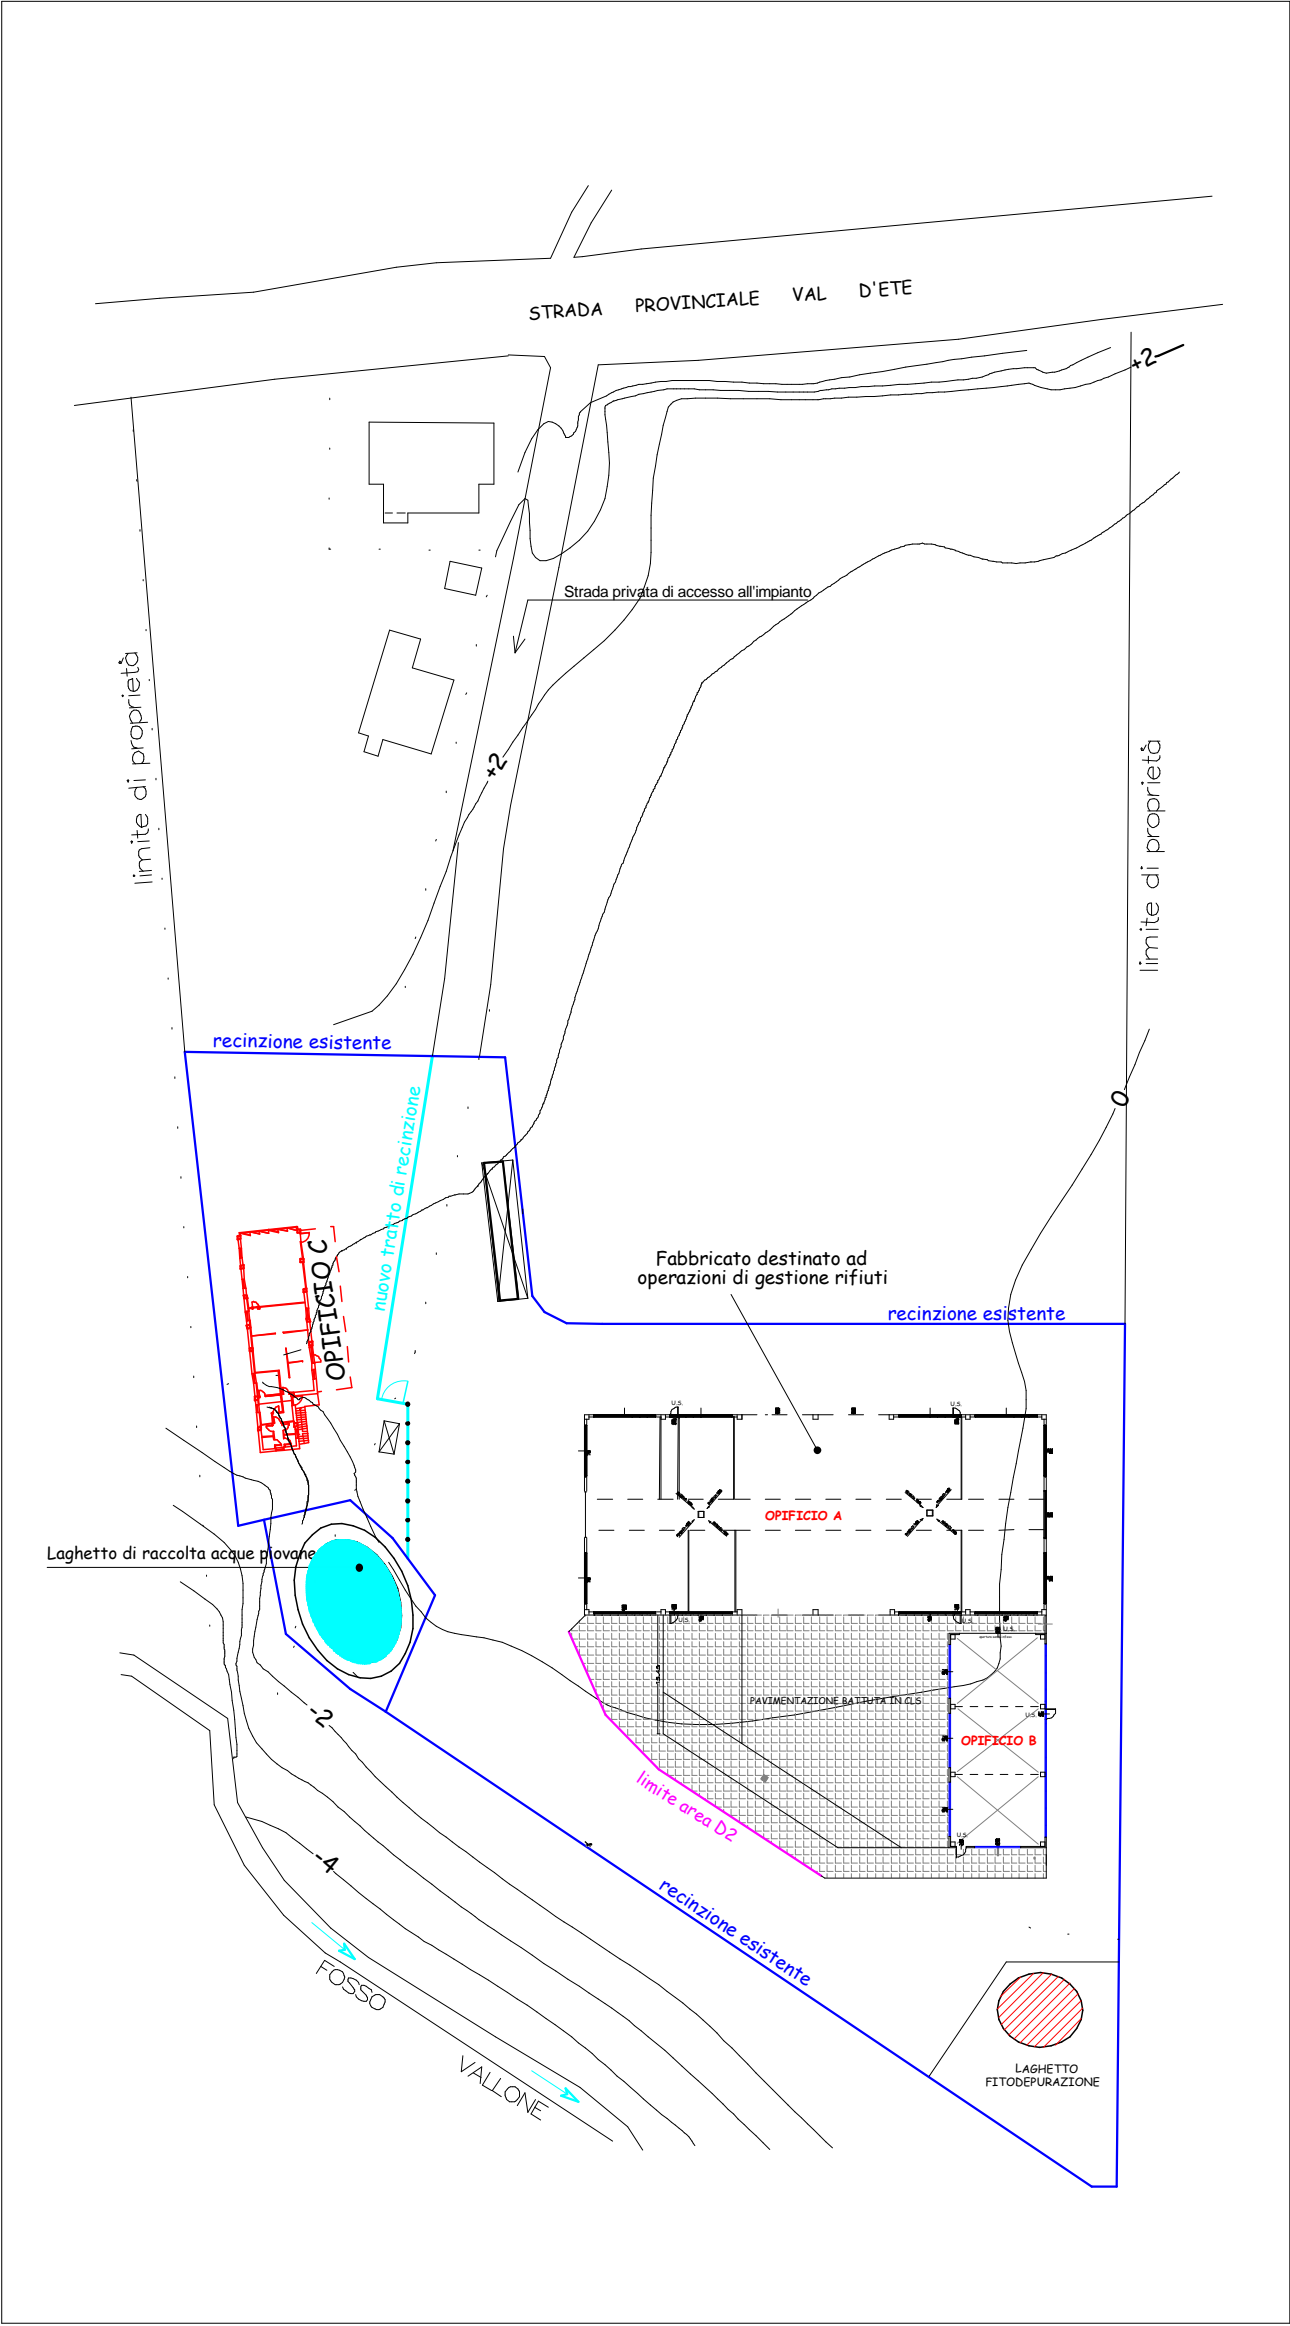 STRADA PROVINCIALE VAL D'ETE
+2
Strada privata di accesso all'impianto
limite di proprietà
+2
limite di proprietà
recinzione esistente
nuovo tratto di recinzione
0
OPIFICIO C
Fabbricato destinato ad
operazioni di gestione rifiuti
recinzione esistente
U.S.
U.S.
OPIFICIO A
Laghetto di raccolta acque piovane
U.S.
U.S.
U.S.
PAVIMENTAZIONE BATTUTA IN CLS
U.S.
OPIFICIO B
-2
limite area D2
U.S.
-4
recinzione esistente
FOSSO
VALLONE
LAGHETTO
FITODEPURAZIONE